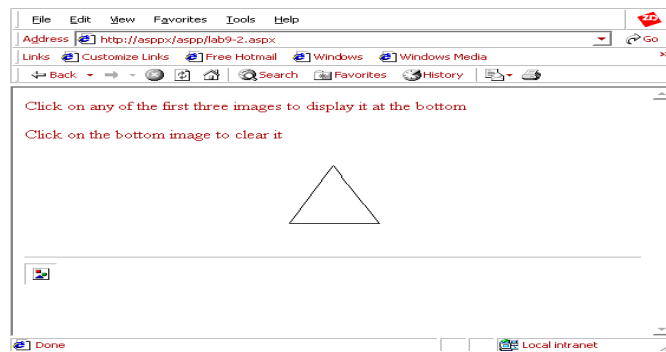 File Edit View Favorites Tools Help
Address http://asppx/aspp/lab9-2.aspx Go
Links Customize Links Free Hotmail Windows Windows Media »
Back Search Favorites History
Click on any of the first three images to display it at the bottom
Click on the bottom image to clear it
Done Local intranet